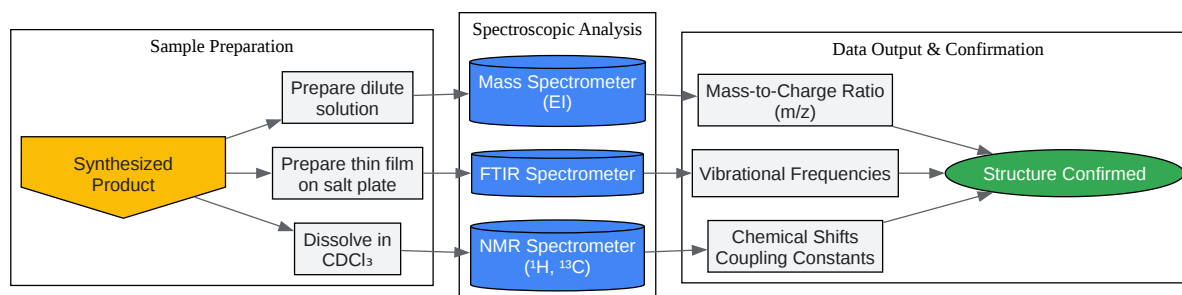 Sample Preparation
Spectroscopic Analysis
Data Output & Confirmation
Synthesized
Product
Prepare dilute
solution
Prepare thin film
on salt plate
Dissolve in
CDCl₃
Mass Spectrometer
(EI)
FTIR Spectrometer
NMR Spectrometer
(¹H, ¹³C)
Mass-to-Charge Ratio
(m/z)
Vibrational Frequencies
Chemical Shifts
Coupling Constants
Structure Confirmed